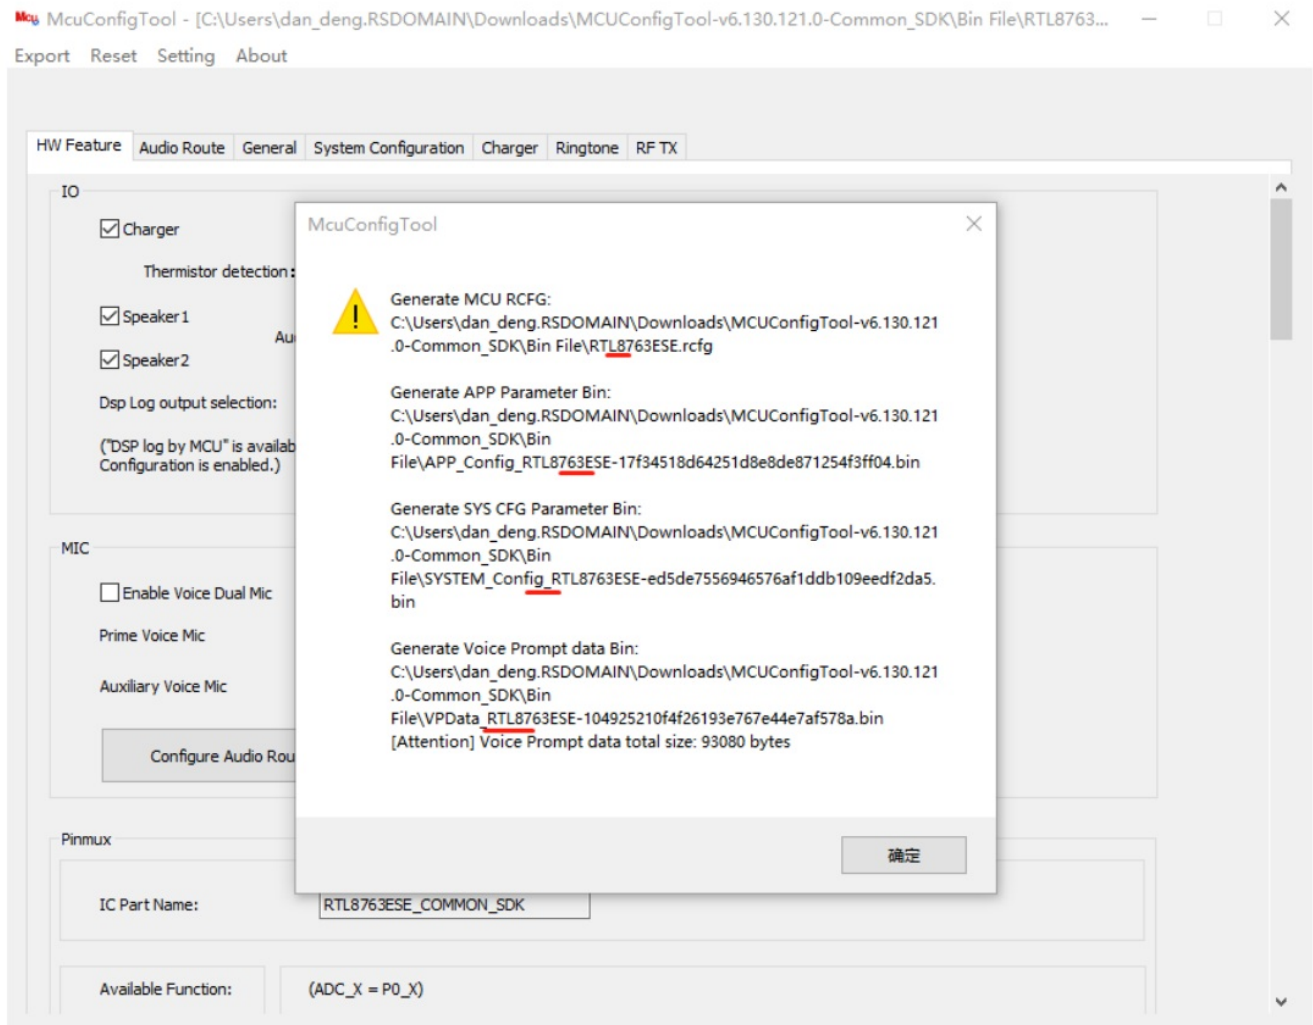 McuConfigTool - [C:\Users\dan_deng.RSDOMAIN\Downloads\MCUConfigTool-v6.130.121.0-Common_SDK\Bin File\RTL8763...
Export Reset Setting About
HW Feature Audio Route General System Configuration Charger Ringtone RF TX
IO
Charger
Thermistor detection:
Speaker1
Au
Speaker2
Dsp Log output selection:
("DSP log by MCU" is availab
Configuration is enabled.)
MIC
Enable Voice Dual Mic
Prime Voice Mic
Auxiliary Voice Mic
Configure Audio Rou
Pinmux
IC Part Name: RTL8763ESE_COMMON_SDK
Available Function: (ADC_X = P0_X)
McuConfigTool
Generate MCU RCFG:
C:\Users\dan_deng.RSDOMAIN\Downloads\MCUConfigTool-v6.130.121
.0-Common_SDK\Bin File\RTL8763ESE.rcfg
Generate APP Parameter Bin:
C:\Users\dan_deng.RSDOMAIN\Downloads\MCUConfigTool-v6.130.121
.0-Common_SDK\Bin
File\APP_Config_RTL8763ESE-17f34518d64251d8e8de871254f3ff04.bin
Generate SYS CFG Parameter Bin:
C:\Users\dan_deng.RSDOMAIN\Downloads\MCUConfigTool-v6.130.121
.0-Common_SDK\Bin
File\SYSTEM_Config_RTL8763ESE-ed5de7556946576af1ddb109eedf2da5.
bin
Generate Voice Prompt data Bin:
C:\Users\dan_deng.RSDOMAIN\Downloads\MCUConfigTool-v6.130.121
.0-Common_SDK\Bin
File\VPData_RTL8763ESE-104925210f4f26193e767e44e7af578a.bin
[Attention] Voice Prompt data total size: 93080 bytes
确定